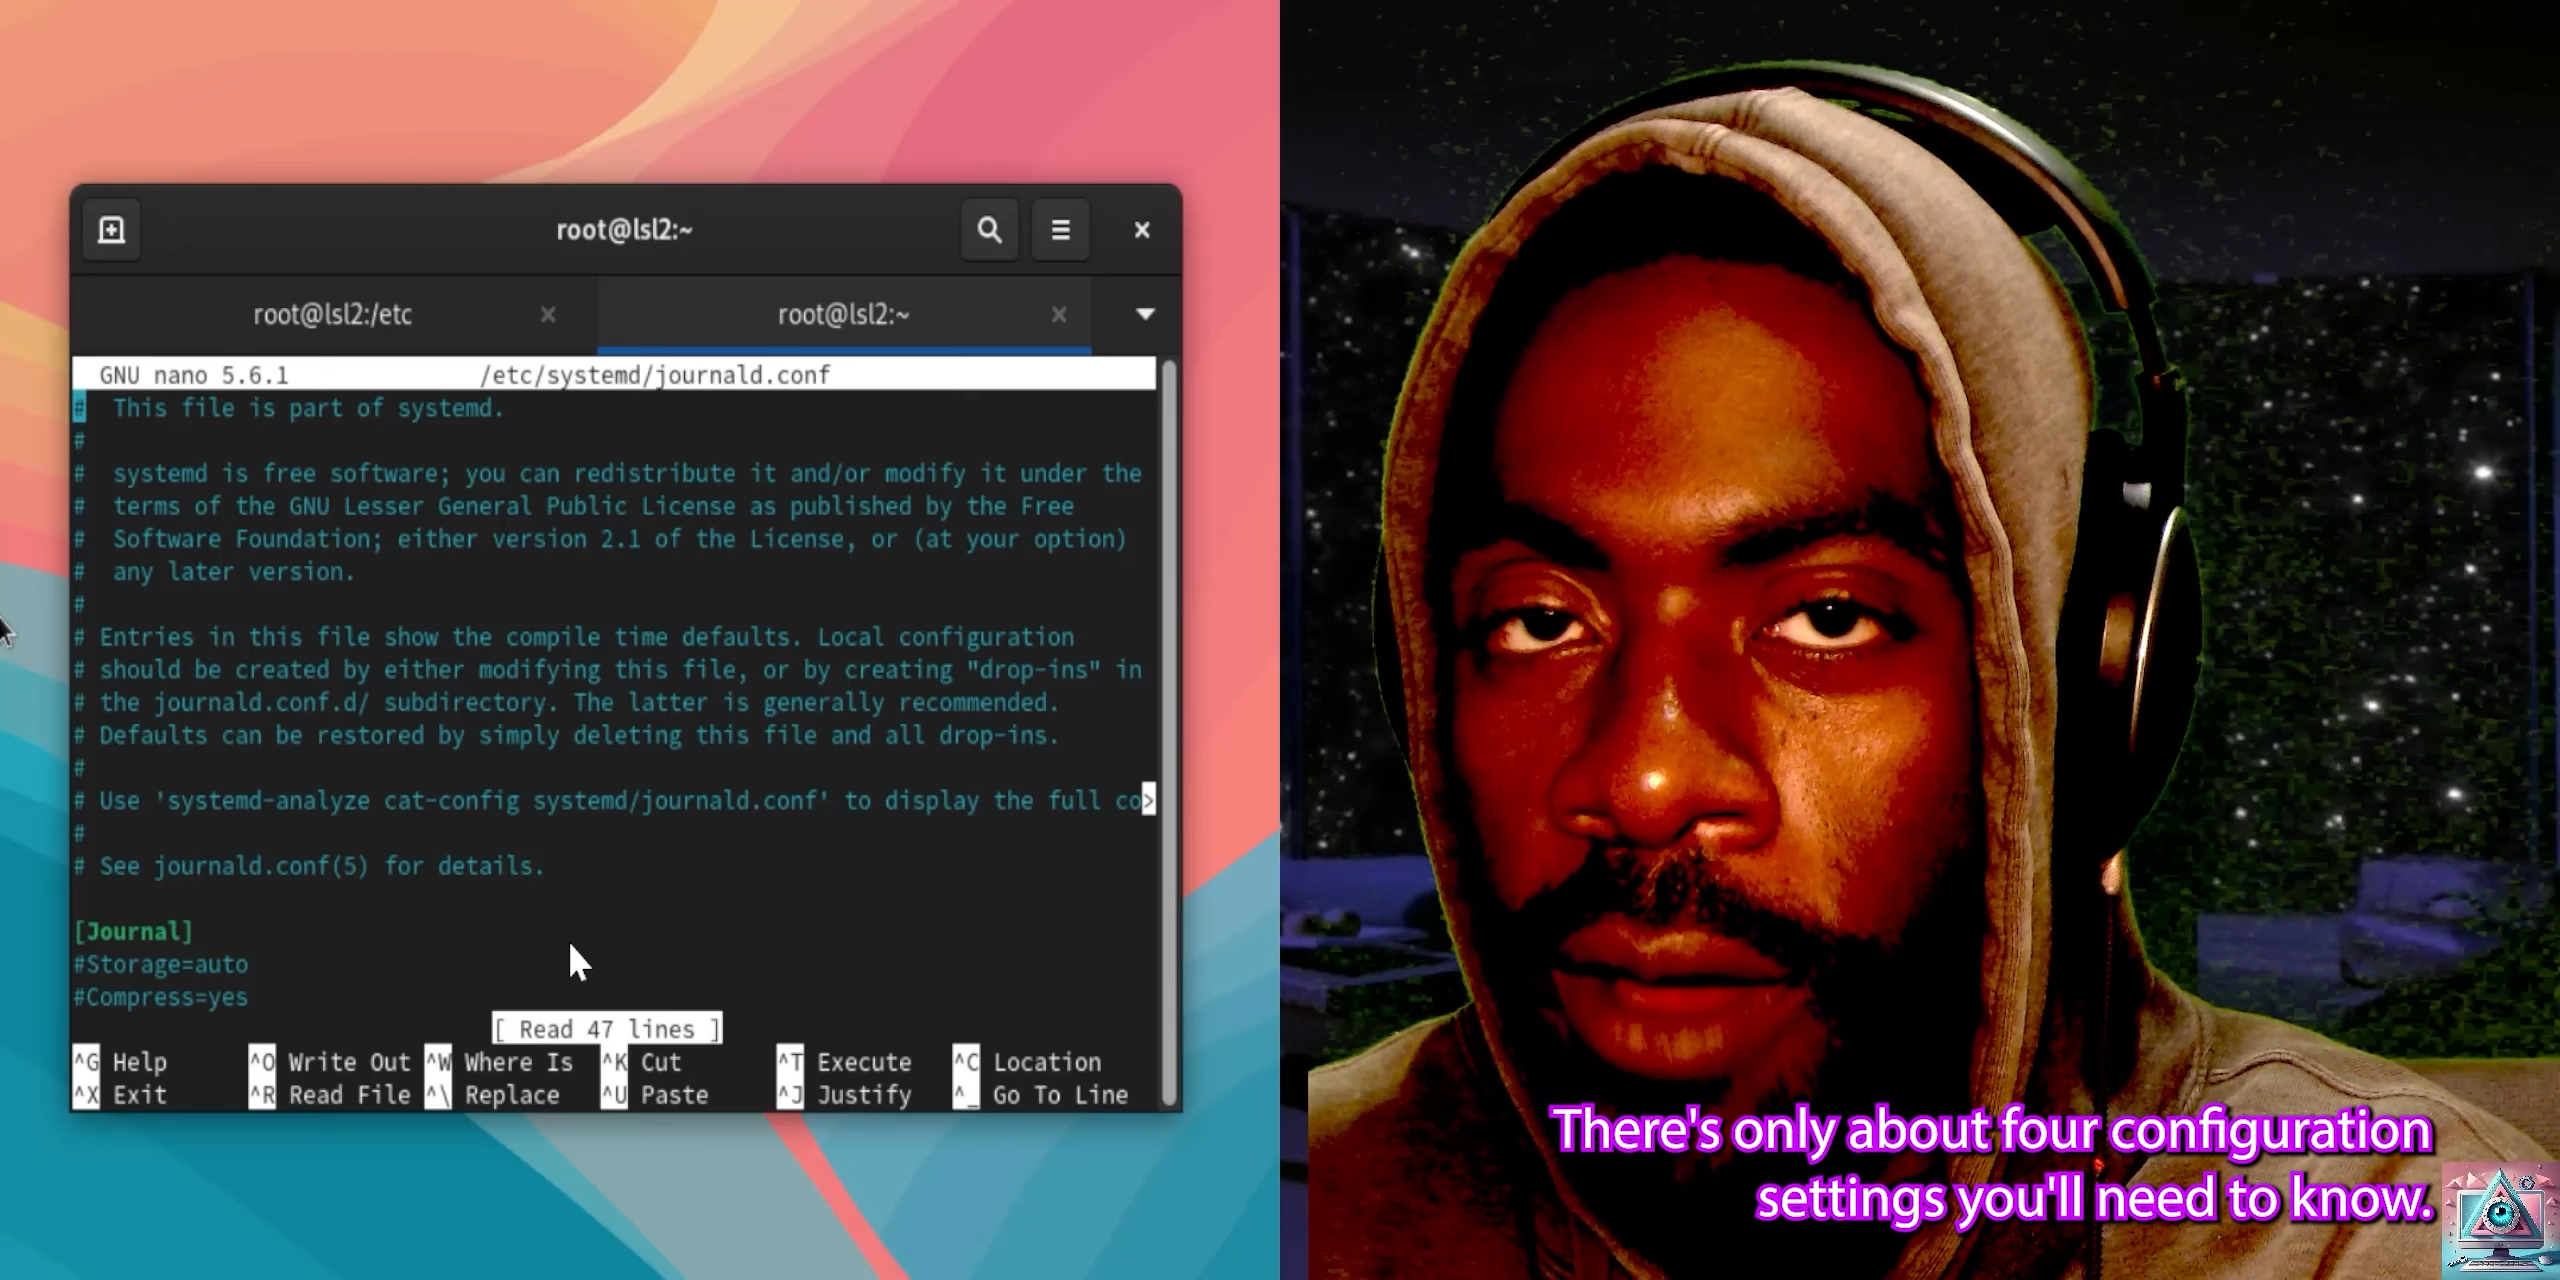 root@lsl2:~
root@lsl2:/etc
root@lsl2:~
GNU nano 5.6.1 /etc/systemd/journald.conf
# This file is part of systemd.
#
# systemd is free software; you can redistribute it and/or modify it under the
# terms of the GNU Lesser General Public License as published by the Free
# Software Foundation; either version 2.1 of the License, or (at your option)
# any later version.
#
# Entries in this file show the compile time defaults. Local configuration
# should be created by either modifying this file, or by creating "drop-ins" in
# the journald.conf.d/ subdirectory. The latter is generally recommended.
# Defaults can be restored by simply deleting this file and all drop-ins.
#
# Use 'systemd-analyze cat-config systemd/journald.conf' to display the full co>
#
# See journald.conf(5) for details.
[Journal]
#Storage=auto
#Compress=yes
[ Read 47 lines ]
^G Help ^O Write Out ^W Where Is ^K Cut ^T Execute ^C Location
^X Exit ^R Read File ^\ Replace ^U Paste ^J Justify ^_ Go To Line
There's only about four configuration
settings you'll need to know.